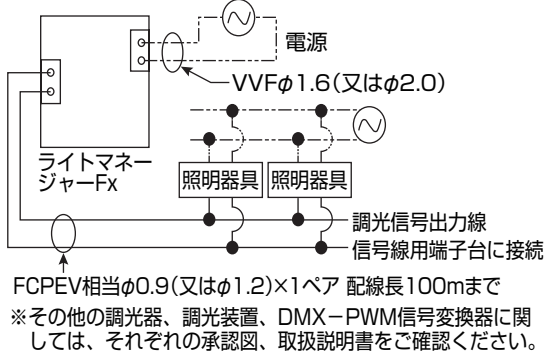 電源
VVFφ1.6(又はφ2.0)
ライトマネー
ジャーFx
照明器具
照明器具
調光信号出力線
信号線用端子台に接続
FCPEV相当φ0.9(又はφ1.2)×1ペア 配線長100mまで
※その他の調光器、調光装置、DMX－PWM信号変換器に関
しては、それぞれの承認図、取扱説明書をご確認ください。